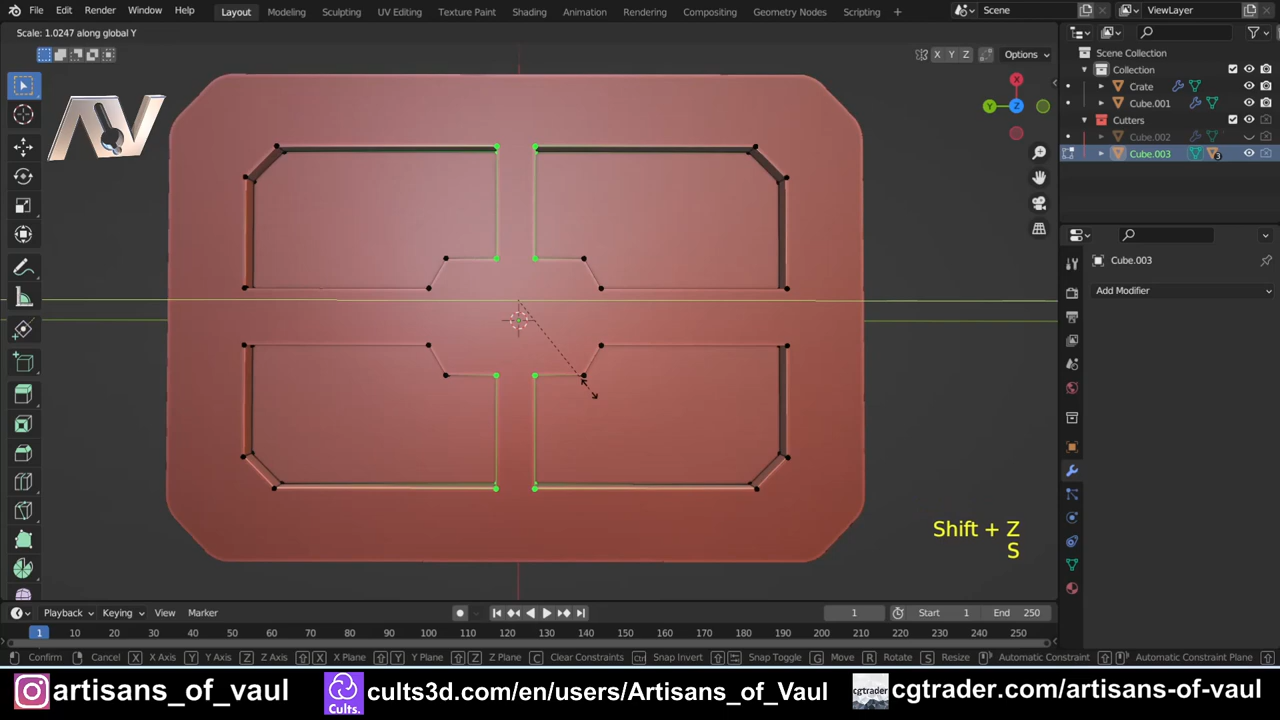 File Edit Render Window Help Layout Modeling Sculpting UV Editing Texture Paint Shading Animation Rendering Compositing Geometry Nodes Scripting + Scene ViewLayer
Scale: 1.0247 along global Y
X Y Z Options
Scene Collection
Collection
Crate
Cube.001
Cutters
Cube.002
Cube.003
3
X
Y
Z
AV
Cube.003
Add Modifier
Shift + Z
S
Playback Keying View Marker 1 Start 1 End 250
1 10 20 30 40 50 60 70 80 90 100 110 120 130 140 150 160 170 180 190 200 210 220 230 240 250
Confirm Cancel X X Axis Y Y Axis Z Z Axis X X Plane Y Y Plane Z Z Plane C Clear Constraints Ctrl Snap Invert Snap Toggle G Move R Rotate S Resize Automatic Constraint Automatic Constraint Plane
artisans_of_vaul Cults. cults3d.com/en/users/Artisans_of_Vaul cgtrader.com/artisans-of-vaul